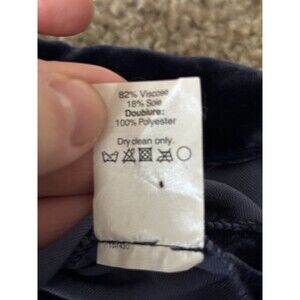 82% Viscose
18% Soie
Doublure:
100% Polyester
Dry clean only.